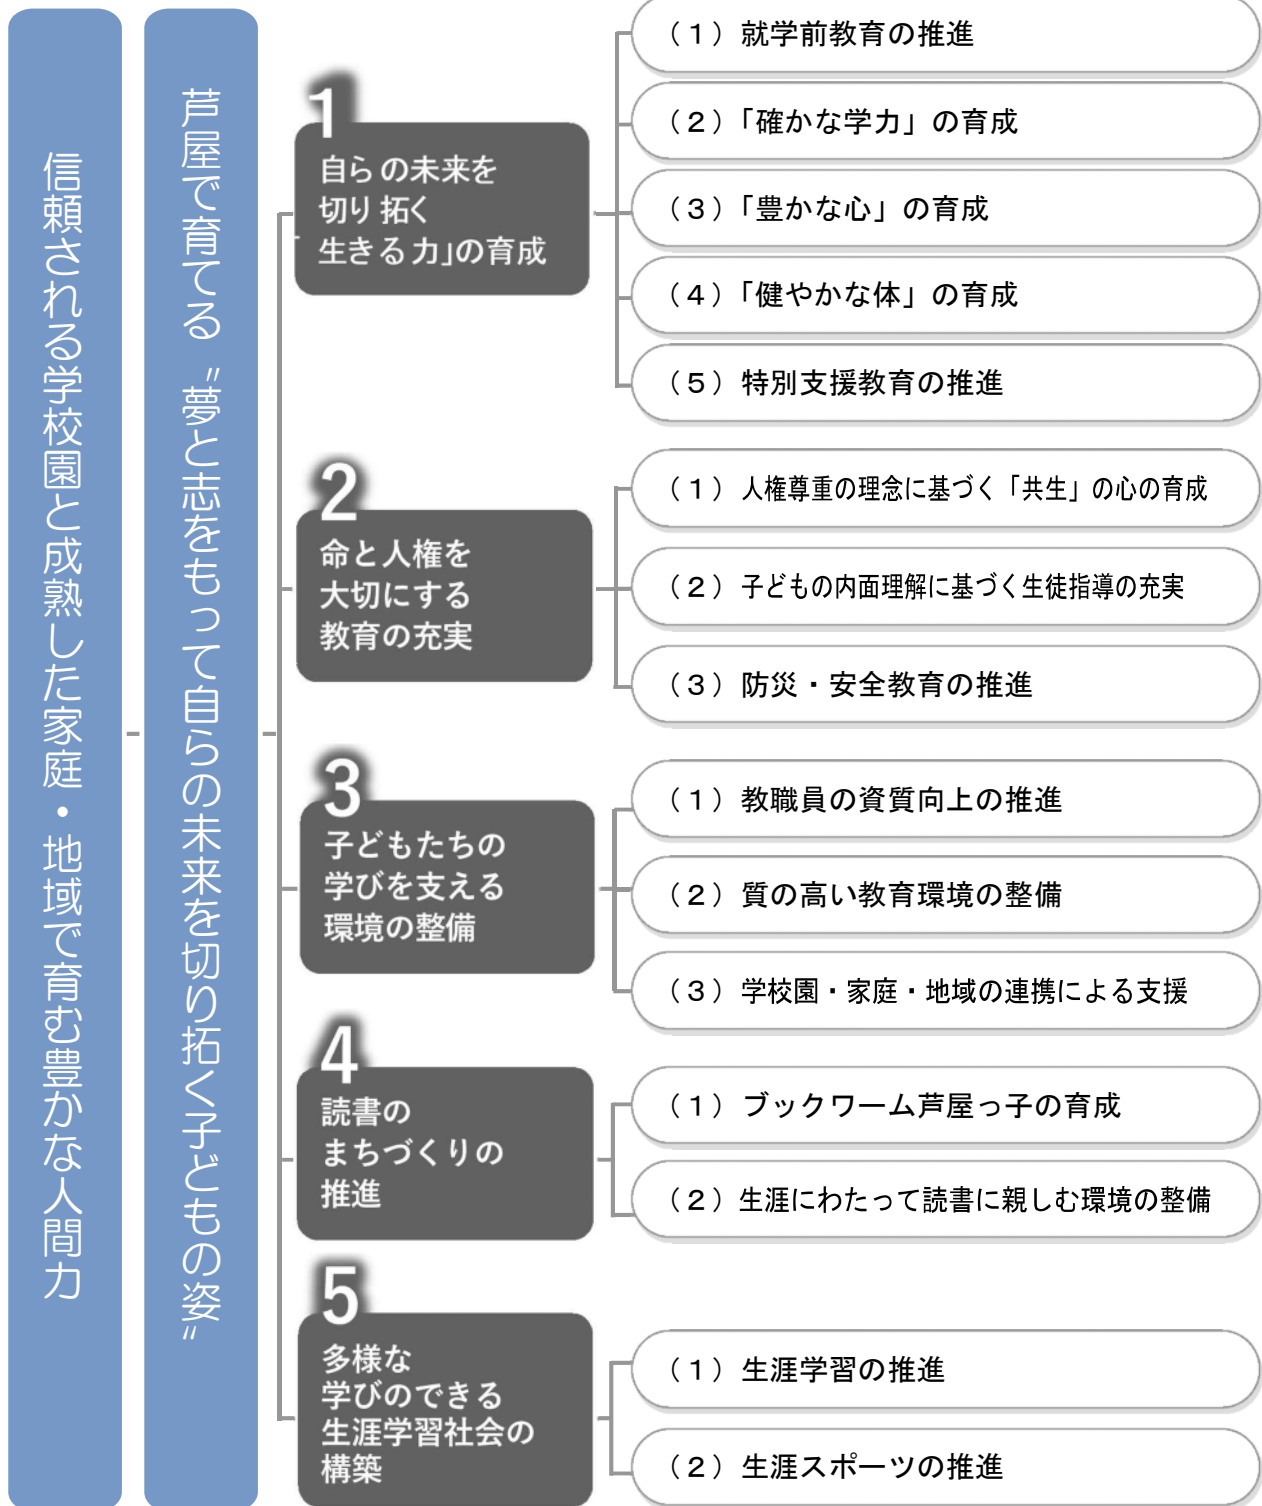 信頼される学校園と成熟した家庭・地域で育む豊かな人間力
芦屋で育てる〝夢と志をもって自らの未来を切り拓く子どもの姿〟
1
自らの未来を
切り拓く
「生きる力」の育成
（１）就学前教育の推進
（２）「確かな学力」の育成
（３）「豊かな心」の育成
（４）「健やかな体」の育成
（５）特別支援教育の推進
2
命と人権を
大切にする
教育の充実
（１）人権尊重の理念に基づく「共生」の心の育成
（２）子どもの内面理解に基づく生徒指導の充実
（３）防災・安全教育の推進
3
子どもたちの
学びを支える
環境の整備
（１）教職員の資質向上の推進
（２）質の高い教育環境の整備
（３）学校園・家庭・地域の連携による支援
4
読書の
まちづくりの
推進
（１）ブックワーム芦屋っ子の育成
（２）生涯にわたって読書に親しむ環境の整備
5
多様な
学びのできる
生涯学習社会の
構築
（１）生涯学習の推進
（２）生涯スポーツの推進